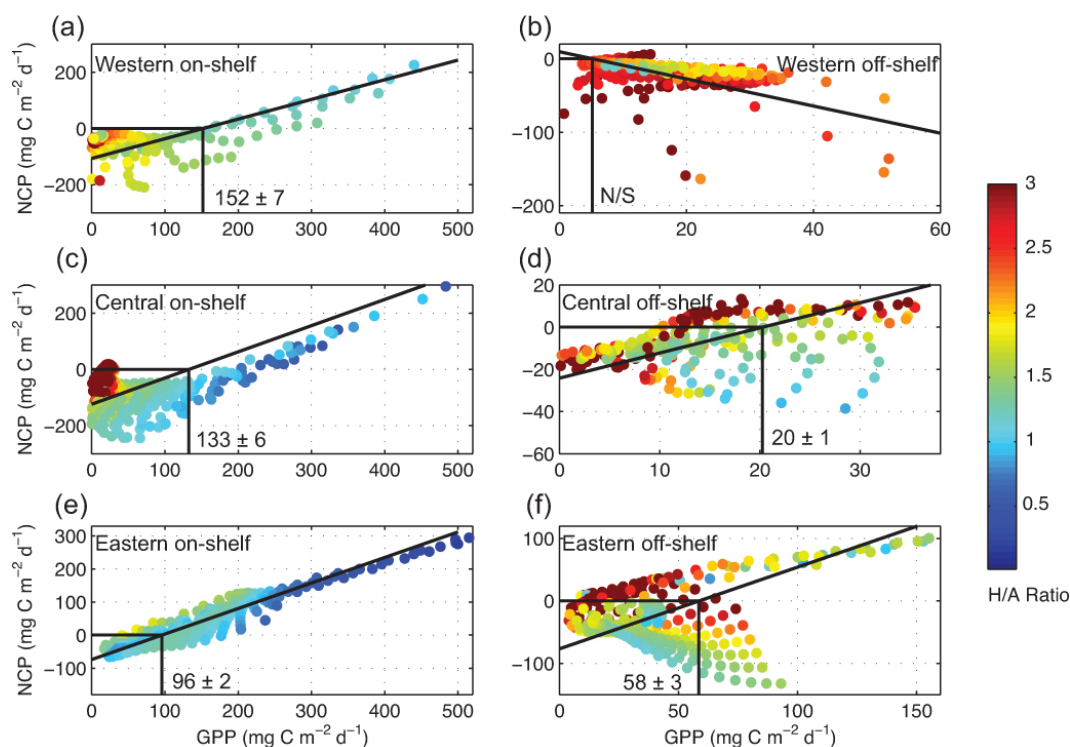 (a)
NCP (mg C m⁻² d⁻¹)
200
0
−200
Western on-shelf
152 ± 7
0 100 200 300 400 500
(b)
0
−100
−200
Western off-shelf
N/S
0 20 40 60
(c)
NCP (mg C m⁻² d⁻¹)
200
0
−200
Central on-shelf
133 ± 6
0 100 200 300 400 500
(d)
20
0
−20
−40
60
Central off-shelf
20 ± 1
0 10 20 30
(e)
NCP (mg C m⁻² d⁻¹)
300
200
100
0
−100
Eastern on-shelf
96 ± 2
0 100 200 300 400 500
GPP (mg C m⁻² d⁻¹)
(f)
100
0
−100
Eastern off-shelf
58 ± 3
0 50 100 150
GPP (mg C m⁻² d⁻¹)
3
2.5
2
1.5
1
0.5
H/A Ratio